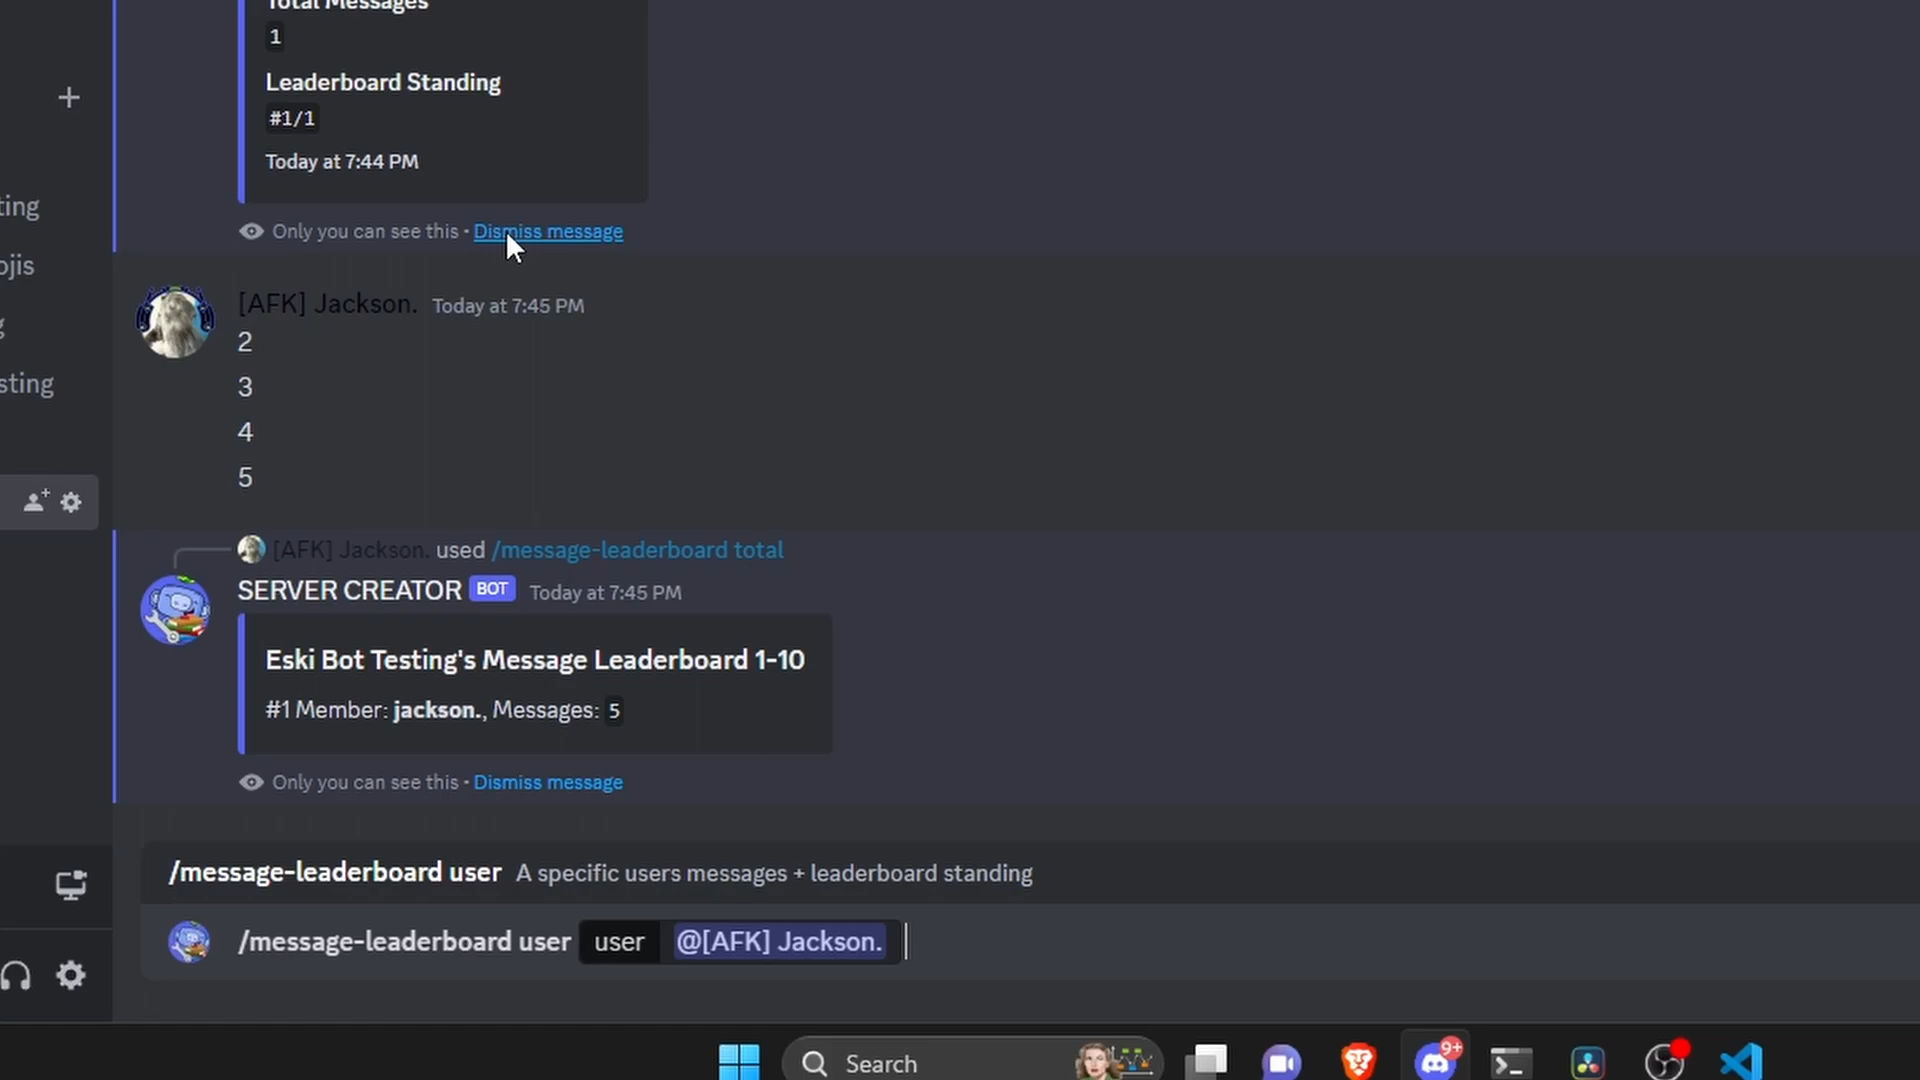 Total Messages
1
Leaderboard Standing
#1/1
Today at 7:44 PM
Only you can see this • Dismiss message
ting
ojis
g
sting
[AFK] Jackson. Today at 7:45 PM
2
3
4
5
[AFK] Jackson. used /message-leaderboard total
SERVER CREATOR BOT Today at 7:45 PM
Eski Bot Testing's Message Leaderboard 1-10
#1 Member: jackson., Messages: 5
Only you can see this • Dismiss message
/message-leaderboard user A specific users messages + leaderboard standing
/message-leaderboard user user @[AFK] Jackson.
Search
9+